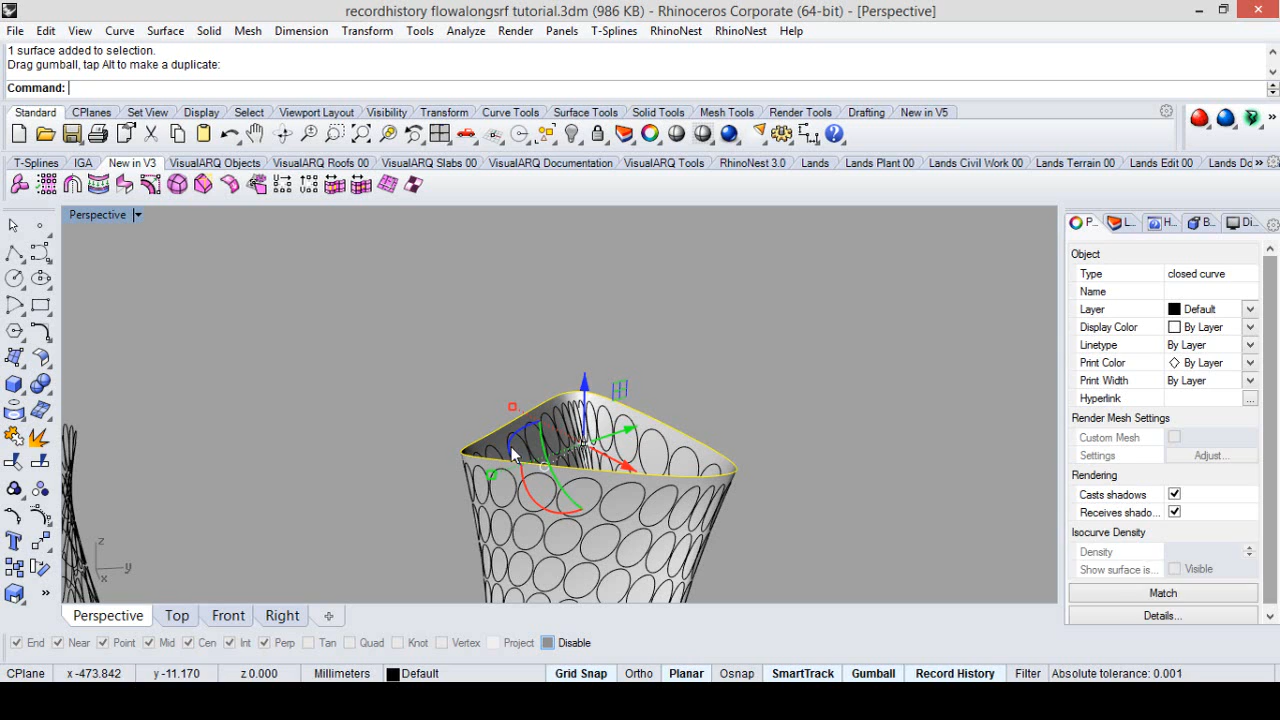 recordhistory flowalongsrf tutorial.3dm (986 KB) - Rhinoceros Corporate (64-bit) - [Perspective]
File Edit View Curve Surface Solid Mesh Dimension Transform Tools Analyze Render Panels T-Splines RhinoNest RhinoNest Help
1 surface added to selection.
Drag gumball, tap Alt to make a duplicate:
Command:
Standard CPlanes Set View Display Select Viewport Layout Visibility Transform Curve Tools Surface Tools Solid Tools Mesh Tools Render Tools Drafting New in V5
T-Splines IGA New in V3 VisualARQ Objects VisualARQ Roofs 00 VisualARQ Slabs 00 VisualARQ Documentation VisualARQ Tools RhinoNest 3.0 Lands Lands Plant 00 Lands Civil Work 00 Lands Terrain 00 Lands Edit 00 Lands Do
Perspective
P... L... H... B... Di...
Object
Type closed curve
Name
Layer Default
Display Color By Layer
Linetype By Layer
Print Color By Layer
Print Width By Layer
Hyperlink ...
Render Mesh Settings
Custom Mesh
Settings Adjust...
Rendering
Casts shadows
Receives shado...
Isocurve Density
Density
Show surface is... Visible
Match
Details...
z
y
x
Perspective Top Front Right
End Near Point Mid Cen Int Perp Tan Quad Knot Vertex Project Disable
CPlane x -473.842 y -11.170 z 0.000 Millimeters Default Grid Snap Ortho Planar Osnap SmartTrack Gumball Record History Filter Absolute tolerance: 0.001